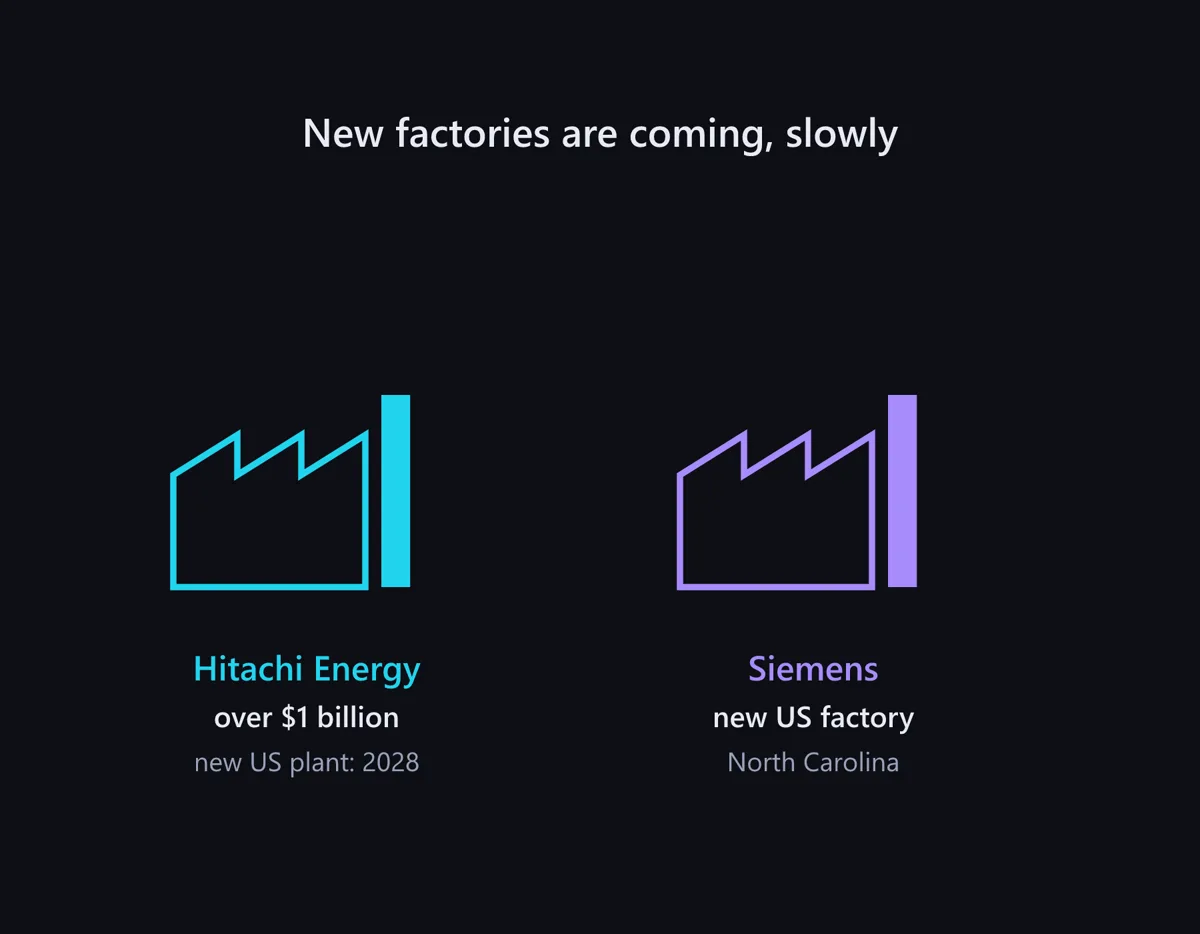 New factories are coming, slowly
Hitachi Energy
over $1 billion
new US plant: 2028
Siemens
new US factory
North Carolina